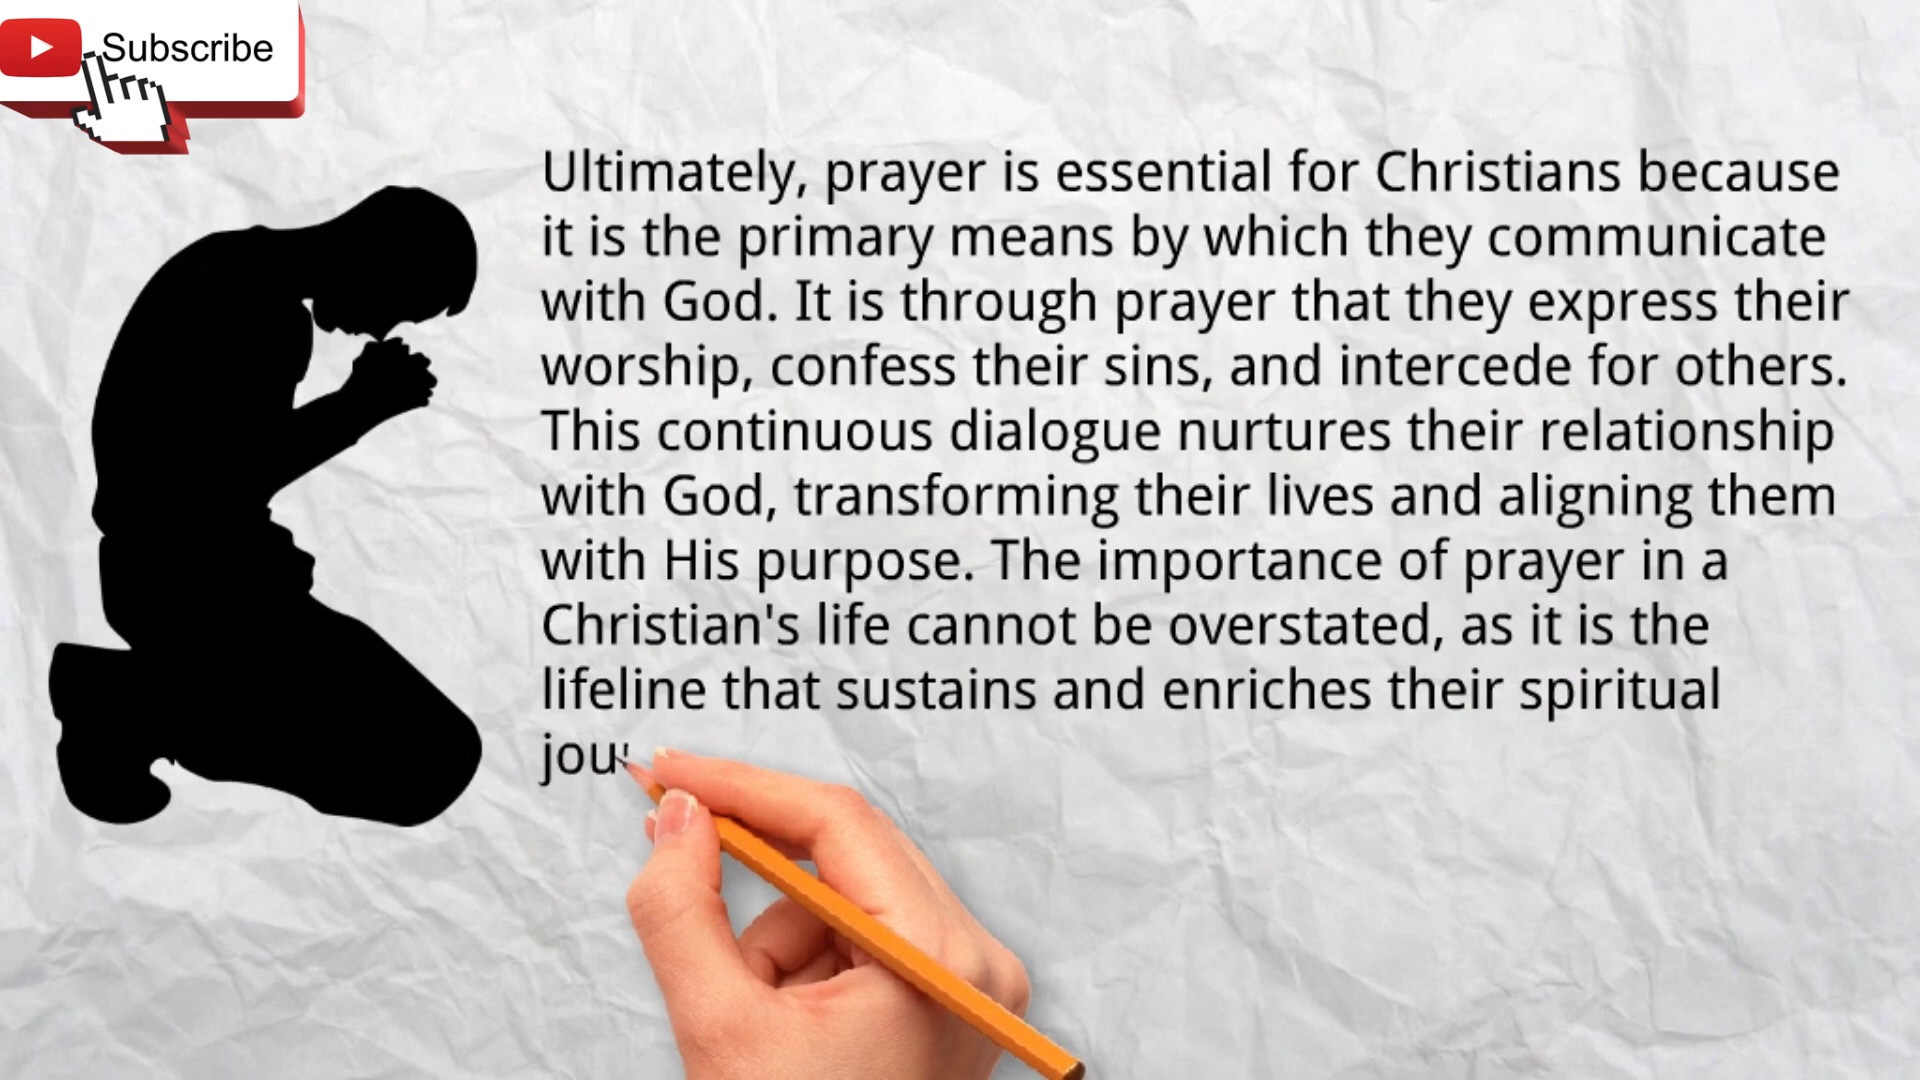 Subscribe
Ultimately, prayer is essential for Christians because
it is the primary means by which they communicate
with God. It is through prayer that they express their
worship, confess their sins, and intercede for others.
This continuous dialogue nurtures their relationship
with God, transforming their lives and aligning them
with His purpose. The importance of prayer in a
Christian's life cannot be overstated, as it is the
lifeline that sustains and enriches their spiritual